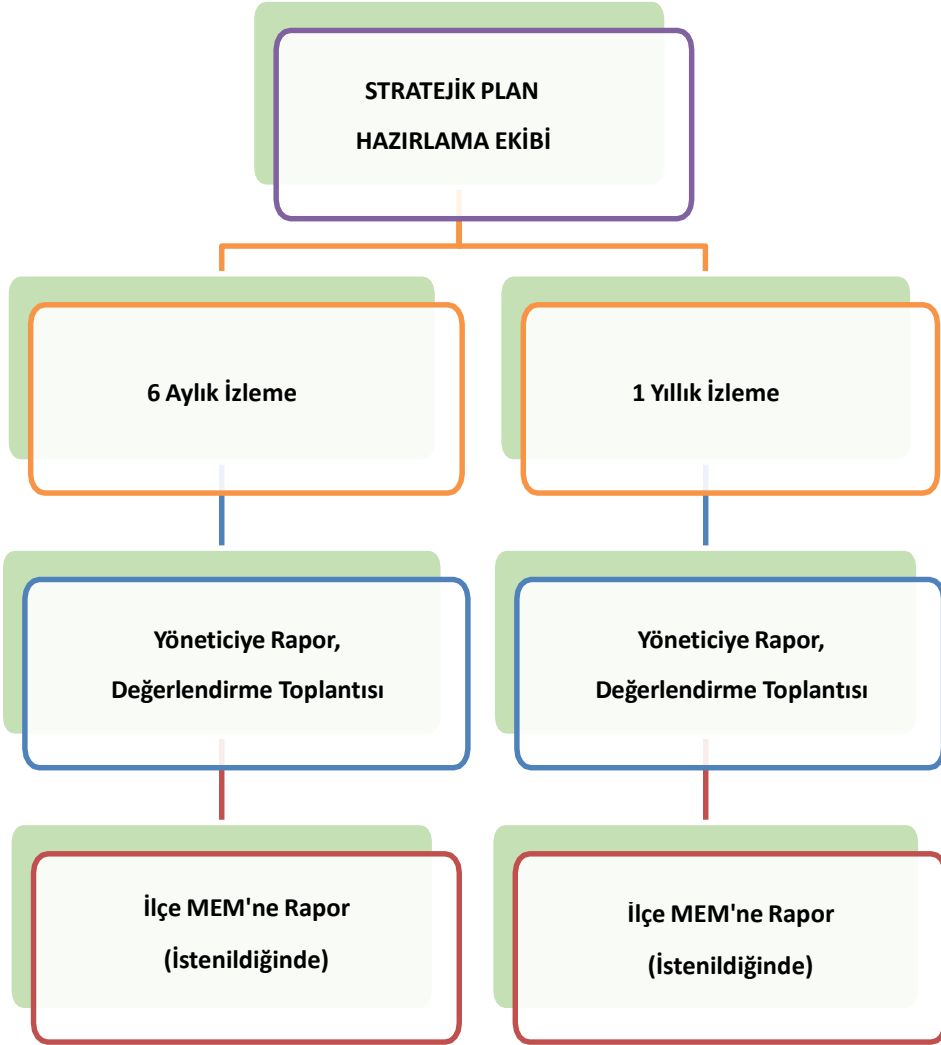 STRATEJİK PLAN
HAZIRLAMA EKİBİ
6 Aylık İzleme
1 Yıllık İzleme
Yöneticiye Rapor,
Değerlendirme Toplantısı
Yöneticiye Rapor,
Değerlendirme Toplantısı
İlçe MEM'ne Rapor
(İstenildiğinde)
İlçe MEM'ne Rapor
(İstenildiğinde)